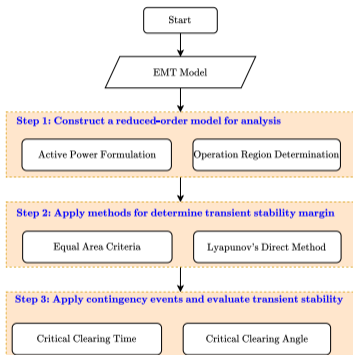 Start
EMT Model
Step 1: Construct a reduced-order model for analysis
Active Power Formulation
Operation Region Determination
Step 2: Apply methods for determine transient stability margin
Equal Area Criteria
Lyapunov's Direct Method
Step 3: Apply contingency events and evaluate transient stability
Critical Clearing Time
Critical Clearing Angle